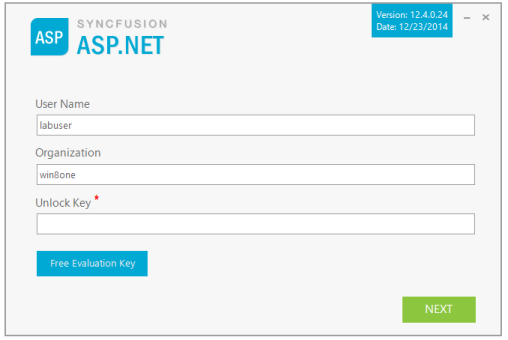 SYNCFUSION
ASP
ASP.NET
Version: 12.4.0.24
Date: 12/23/2014
User Name
labuser
Organization
win8one
Unlock Key *
Free Evaluation Key
NEXT